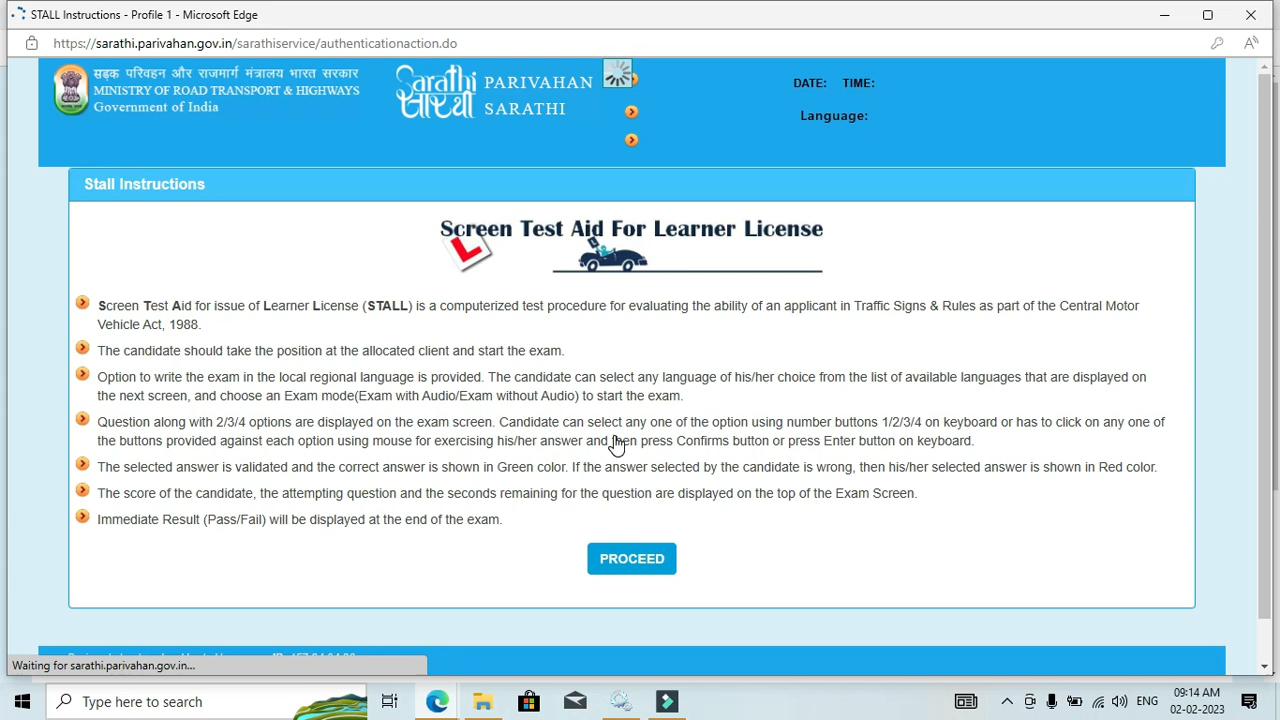 STALL Instructions - Profile 1 - Microsoft Edge
https://sarathi.parivahan.gov.in/sarathiservice/authenticationaction.do
सड़क परिवहन और राजमार्ग मंत्रालय भारत सरकार
MINISTRY OF ROAD TRANSPORT & HIGHWAYS
Government of India
Sarathi
सारथी
PARIVAHAN
SARATHI
DATE: TIME:
Language:
Stall Instructions
Screen Test Aid For Learner License
L
Screen Test Aid for issue of Learner License (STALL) is a computerized test procedure for evaluating the ability of an applicant in Traffic Signs & Rules as part of the Central Motor
Vehicle Act, 1988.
The candidate should take the position at the allocated client and start the exam.
Option to write the exam in the local regional language is provided. The candidate can select any language of his/her choice from the list of available languages that are displayed on
the next screen, and choose an Exam mode(Exam with Audio/Exam without Audio) to start the exam.
Question along with 2/3/4 options are displayed on the exam screen. Candidate can select any one of the option using number buttons 1/2/3/4 on keyboard or has to click on any one of
the buttons provided against each option using mouse for exercising his/her answer and then press Confirms button or press Enter button on keyboard.
The selected answer is validated and the correct answer is shown in Green color. If the answer selected by the candidate is wrong, then his/her selected answer is shown in Red color.
The score of the candidate, the attempting question and the seconds remaining for the question are displayed on the top of the Exam Screen.
Immediate Result (Pass/Fail) will be displayed at the end of the exam.
PROCEED
Waiting for sarathi.parivahan.gov.in...
Type here to search
ENG
09:14 AM
02-02-2023